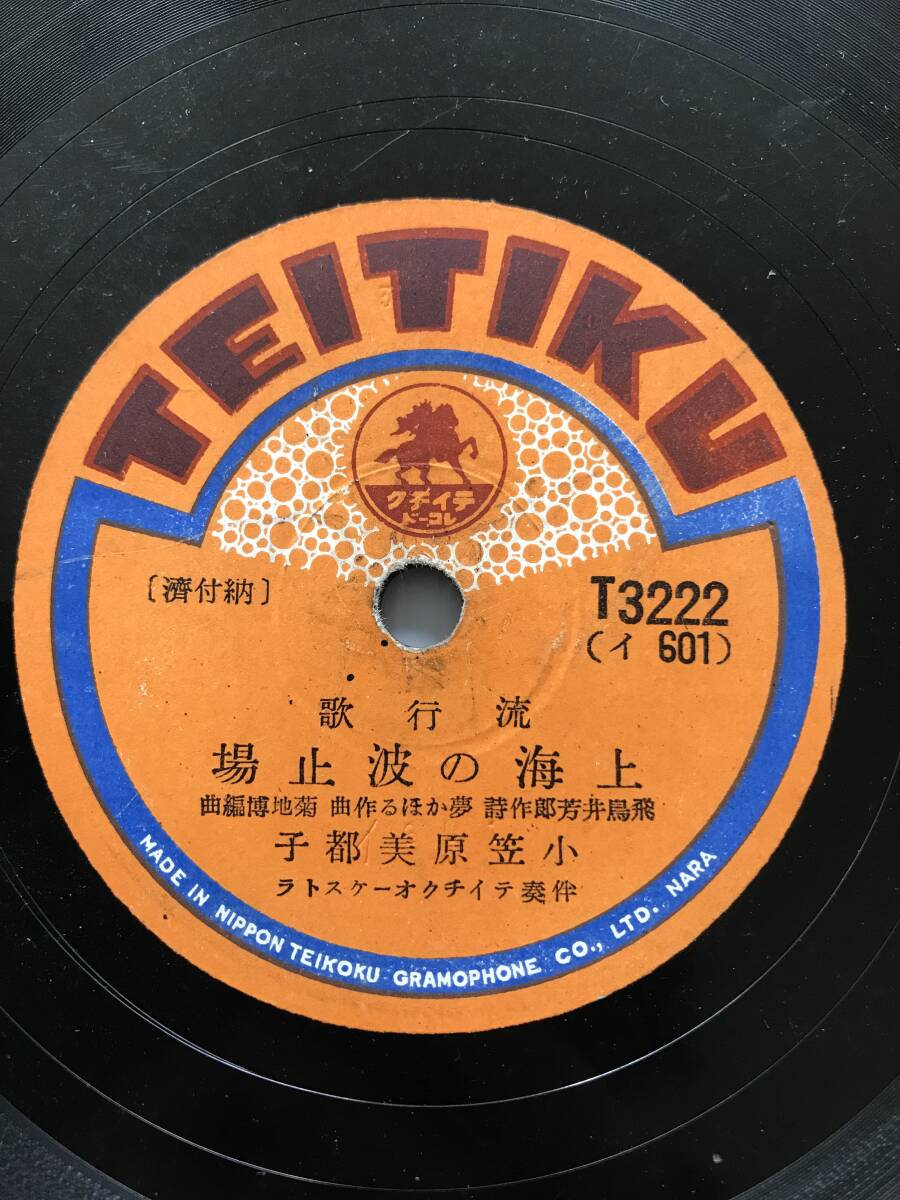 TEITIKU
テイチク
レコード
〔納付濟〕
T3222
(イ 601)
流行歌
上海の波止場
飛鳥井芳郎作詩 夢かほる作曲 菊地博編曲
小笠原美都子
伴奏テイチクオーケストラ
MADE IN NIPPON TEIKOKU GRAMOPHONE CO., LTD. NARA